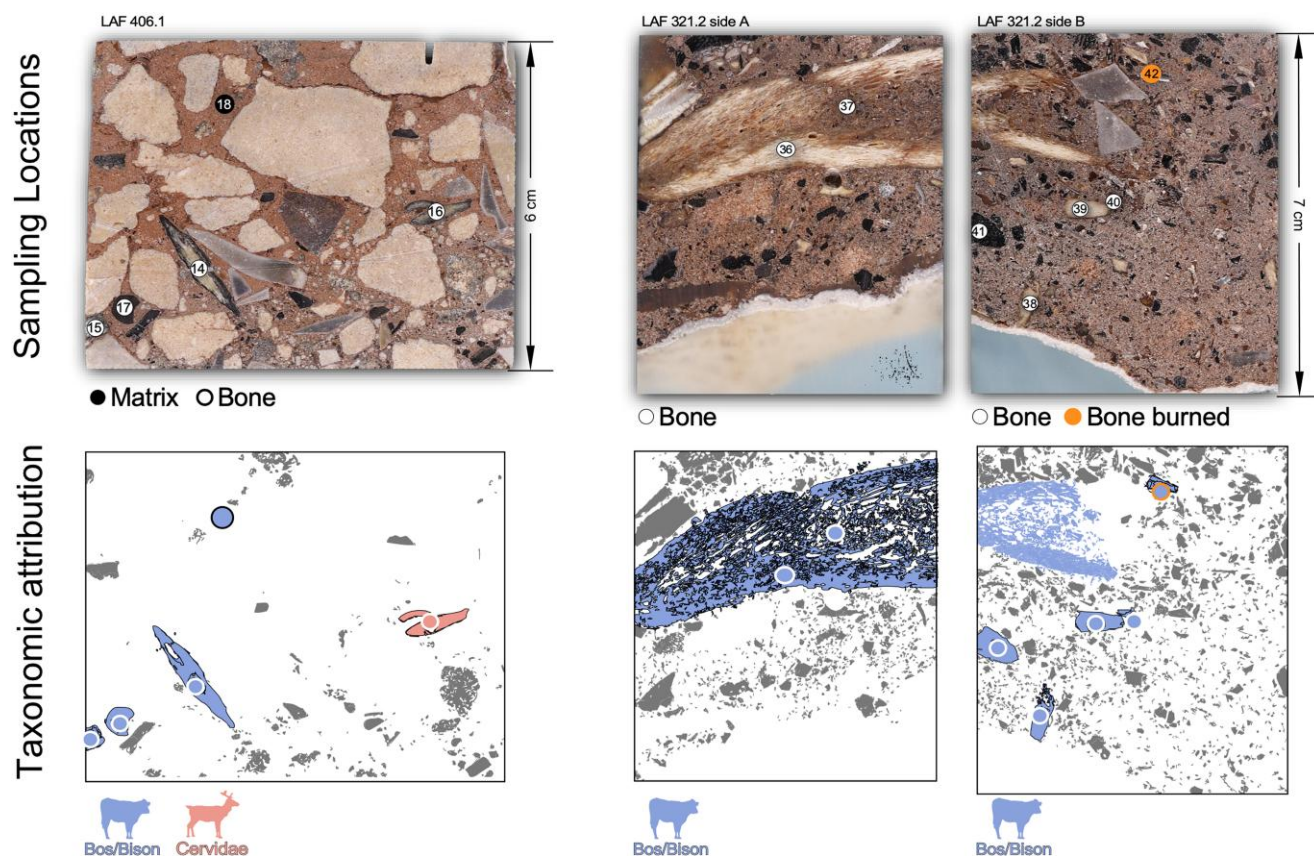 Sampling Locations
LAF 406.1
18
16
14
17
15
6 cm
● Matrix ○ Bone
LAF 321.2 side A
37
36
○ Bone
LAF 321.2 side B
42
40
39
41
38
7 cm
○ Bone ● Bone burned
Taxonomic attribution
Bos/Bison
Cervidae
Bos/Bison
Bos/Bison